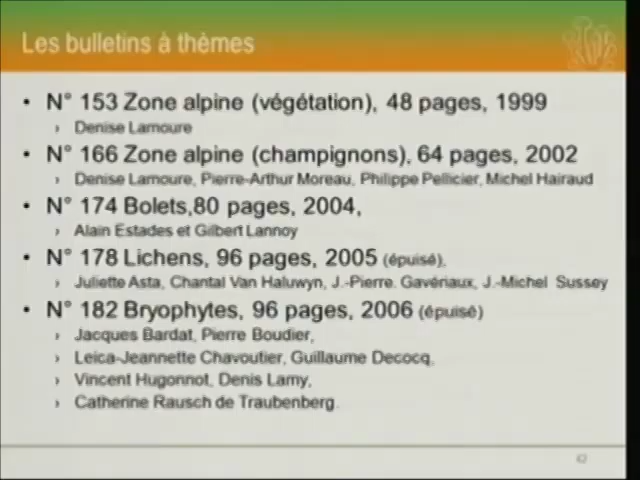 Les bulletins à thèmes
• N° 153 Zone alpine (végétation), 48 pages, 1999
› Denise Lamoure
• N° 166 Zone alpine (champignons), 64 pages, 2002
› Denise Lamoure, Pierre-Arthur Moreau, Philippe Pellicier, Michel Hairaud
• N° 174 Bolets,80 pages, 2004,
› Alain Estades et Gilbert Lannoy
• N° 178 Lichens, 96 pages, 2005 (épuisé),
› Juliette Asta, Chantal Van Haluwyn, J.-Pierre. Gavériaux, J.-Michel Sussey
• N° 182 Bryophytes, 96 pages, 2006 (épuisé)
› Jacques Bardat, Pierre Boudier,
› Leica-Jeannette Chavoutier, Guillaume Decocq,
› Vincent Hugonnot, Denis Lamy,
› Catherine Rausch de Traubenberg.
42